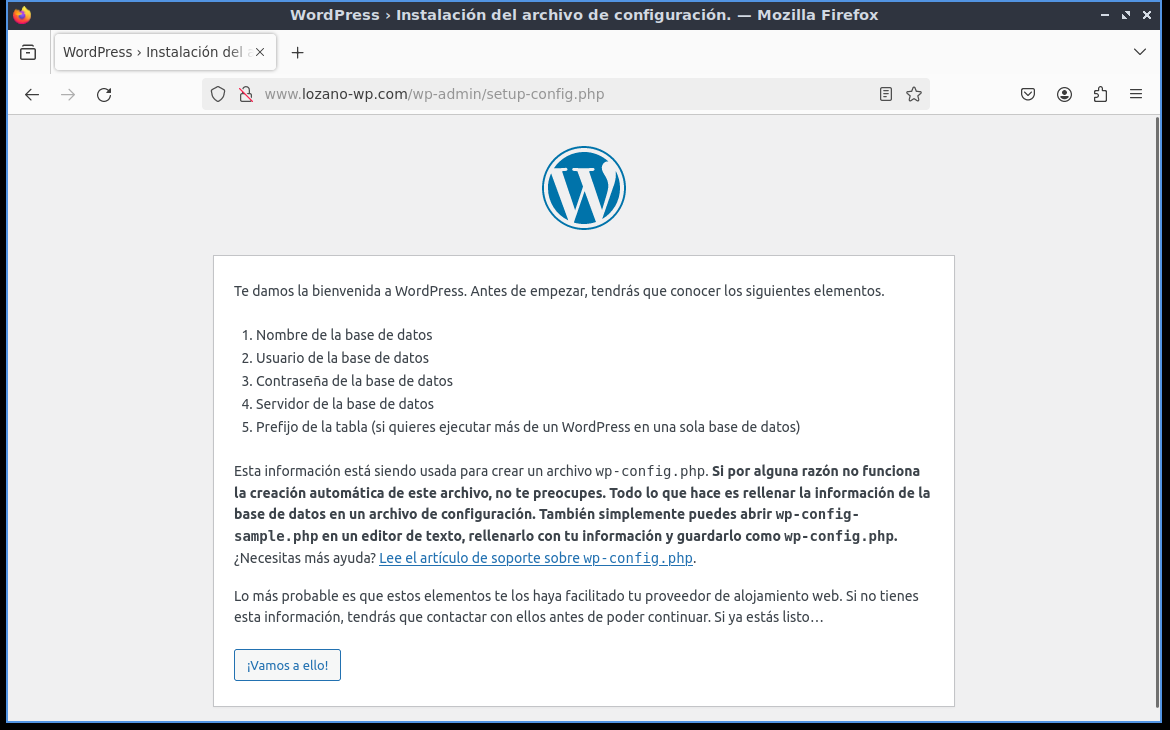 WordPress › Instalación del archivo de configuración. — Mozilla Firefox
WordPress › Instalación del a
www.lozano-wp.com/wp-admin/setup-config.php
Te damos la bienvenida a WordPress. Antes de empezar, tendrás que conocer los siguientes elementos.
1. Nombre de la base de datos
2. Usuario de la base de datos
3. Contraseña de la base de datos
4. Servidor de la base de datos
5. Prefijo de la tabla (si quieres ejecutar más de un WordPress en una sola base de datos)
Esta información está siendo usada para crear un archivo wp-config.php. Si por alguna razón no funciona
la creación automática de este archivo, no te preocupes. Todo lo que hace es rellenar la información de la
base de datos en un archivo de configuración. También simplemente puedes abrir wp-config-
sample.php en un editor de texto, rellenarlo con tu información y guardarlo como wp-config.php.
¿Necesitas más ayuda? Lee el artículo de soporte sobre wp-config.php.
Lo más probable es que estos elementos te los haya facilitado tu proveedor de alojamiento web. Si no tienes
esta información, tendrás que contactar con ellos antes de poder continuar. Si ya estás listo…
¡Vamos a ello!